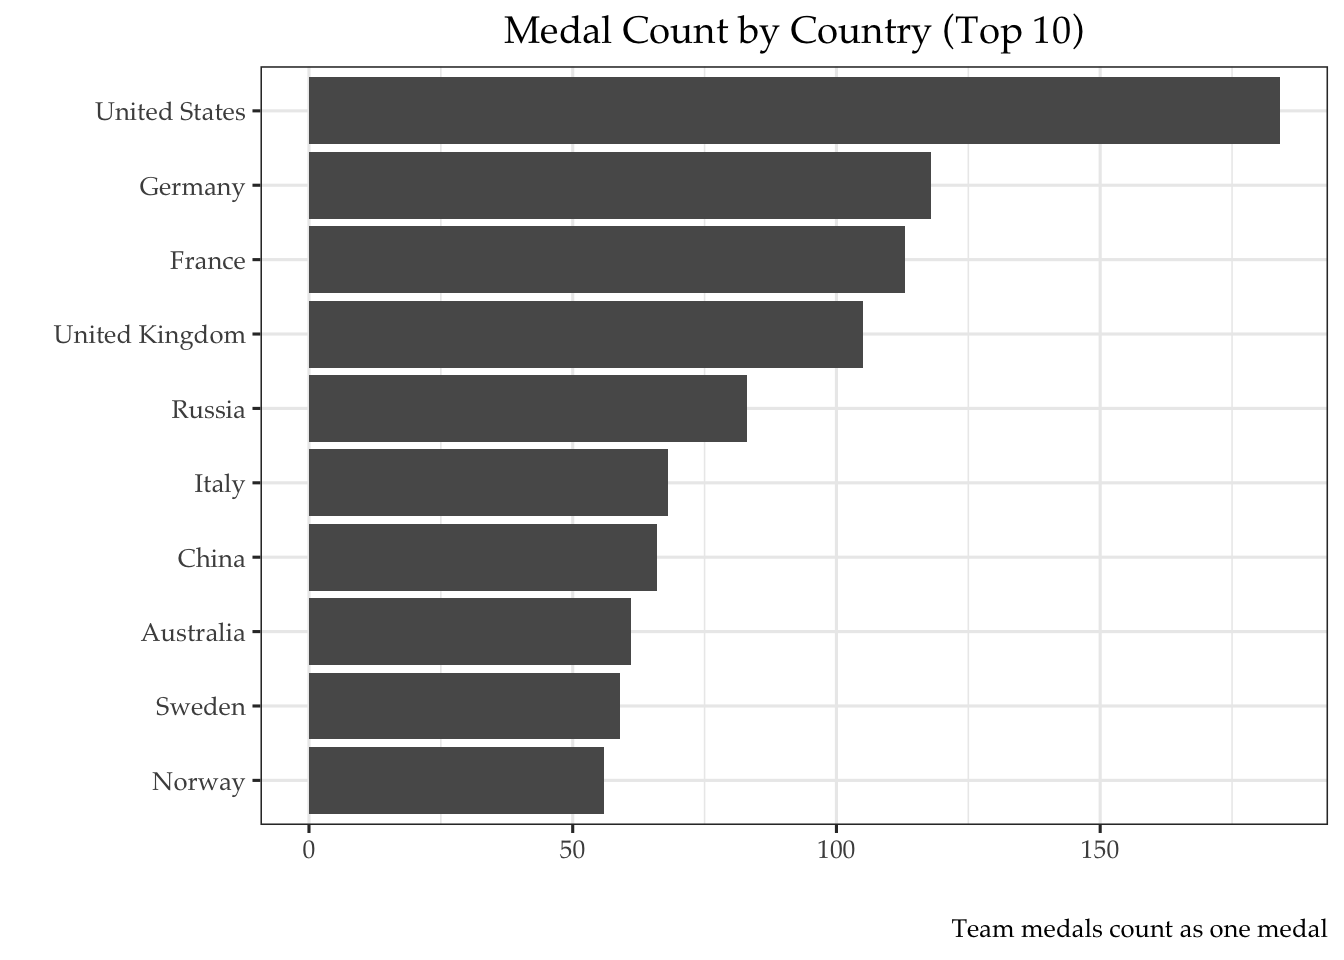 Medal Count by Country (Top 10)
United States
Germany
France
United Kingdom
Russia
Italy
China
Australia
Sweden
Norway
0 50 100 150
Team medals count as one medal